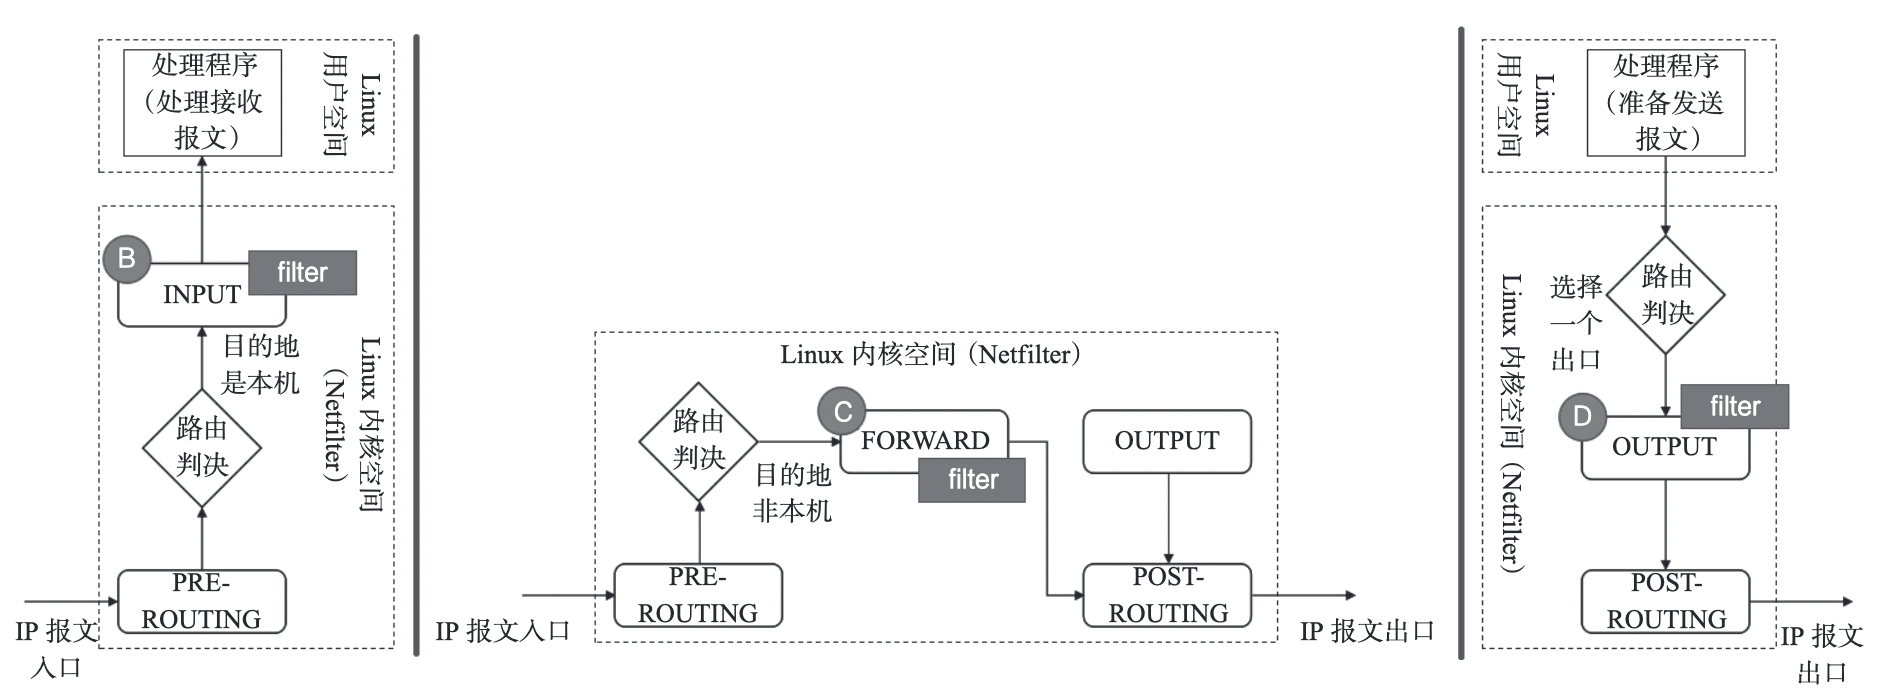 处理程序
（处理接收
报文）
Linux
用户空间
B
filter
INPUT
目的地
是本机
路由
判决
Linux 内核空间
（Netfilter）
PRE-
ROUTING
IP 报文
入口
Linux 内核空间（Netfilter）
路由
判决
C
FORWARD
filter
目的地
非本机
OUTPUT
PRE-
ROUTING
POST-
ROUTING
IP 报文入口
IP 报文出口
Linux
用户空间
处理程序
（准备发送
报文）
选择
一个
出口
路由
判决
Linux 内核空间（Netfilter）
D
filter
OUTPUT
POST-
ROUTING
IP 报文
出口